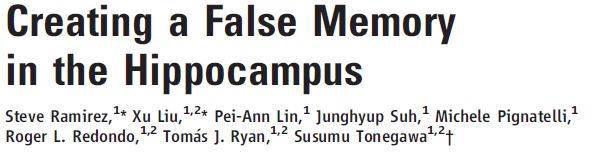 Creating a False Memory
in the Hippocampus
Steve Ramirez,¹* Xu Liu,¹,²* Pei-Ann Lin,¹ Junghyup Suh,¹ Michele Pignatelli,¹
Roger L. Redondo,¹,² Tomás J. Ryan,¹,² Susumu Tonegawa¹,²†